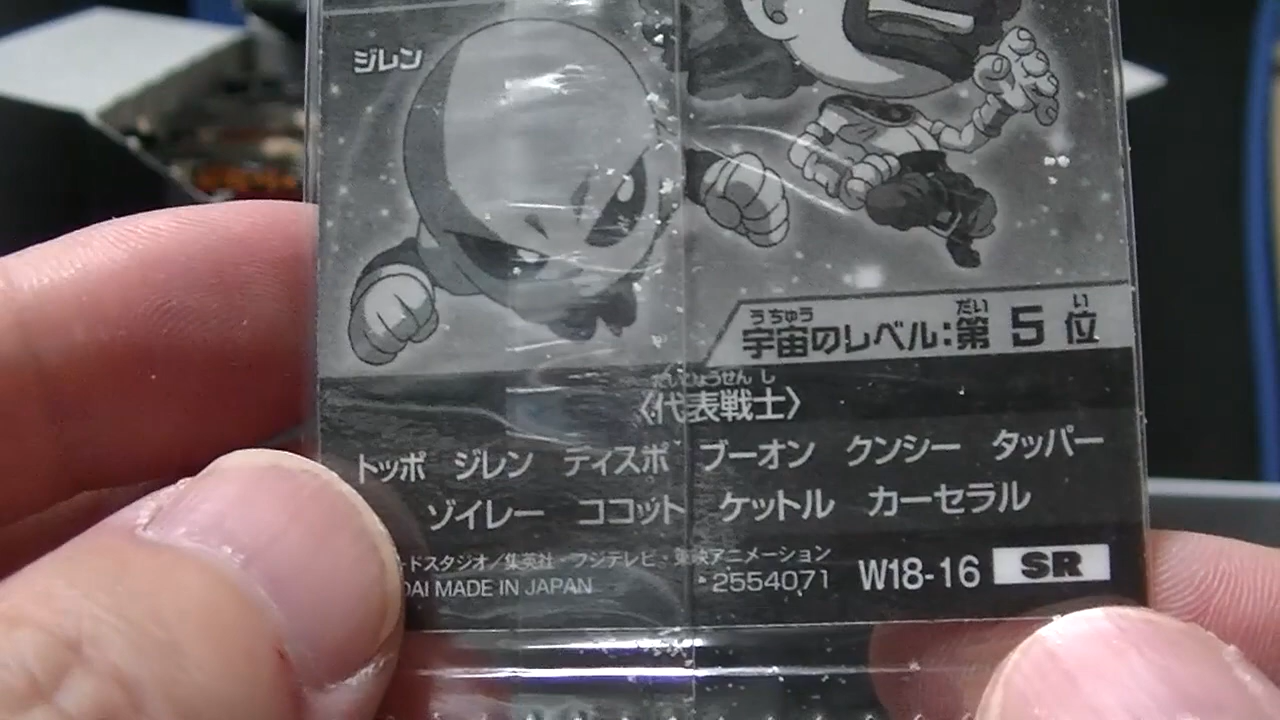 ジレン
うちゅう だい い
宇宙のレベル:第5位
だいひょうせんし
〈代表戦士〉
トッポ ジレン ディスポ ブーオン クンシー タッパー
ゾイレー ココット ケットル カーセラル
ードスタジオ/集英社・フジテレビ・東映アニメーション
DAI MADE IN JAPAN
2554071 W18-16 SR